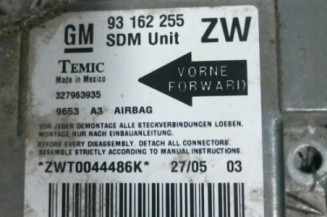 GM 93 162 255 ZW
SDM Unit
TEMIC
Made in Mexico
VORNE
FORWARD
327963935
9653 A3 AIRBAG
VOR JEDER DEMONTAGE ALLE STECKVERBINDUNGEN LOESEN.
MONTAGE NUR NACH EINBAUANLEITUNG.
BEFORE EVERY DISASSEMBLY. DETACH ALL CONNECTORS
ASSEMBLE STRICTLY ACCORDING TO MANUAL INSTRUCTIONS.
*ZWT0044486K* 27/05 03